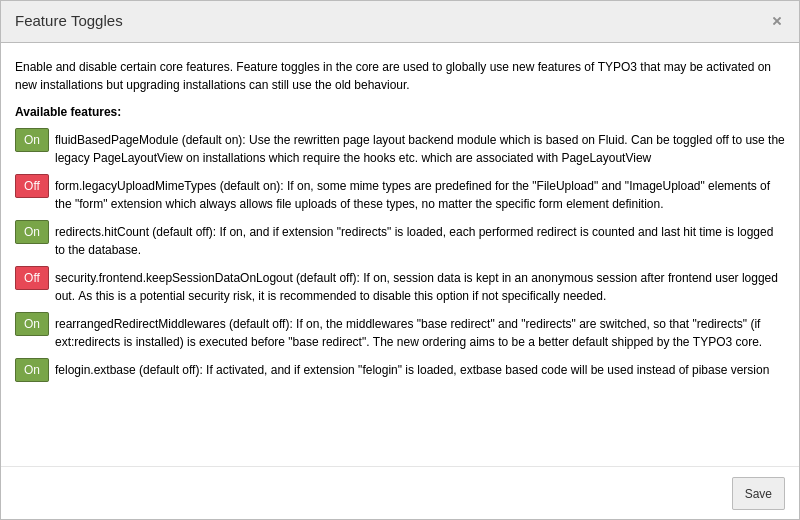 Feature Toggles ×
Enable and disable certain core features. Feature toggles in the core are used to globally use new features of TYPO3 that may be activated on
new installations but upgrading installations can still use the old behaviour.
Available features:
On fluidBasedPageModule (default on): Use the rewritten page layout backend module which is based on Fluid. Can be toggled off to use the
legacy PageLayoutView on installations which require the hooks etc. which are associated with PageLayoutView
Off form.legacyUploadMimeTypes (default on): If on, some mime types are predefined for the "FileUpload" and "ImageUpload" elements of
the "form" extension which always allows file uploads of these types, no matter the specific form element definition.
On redirects.hitCount (default off): If on, and if extension "redirects" is loaded, each performed redirect is counted and last hit time is logged
to the database.
Off security.frontend.keepSessionDataOnLogout (default off): If on, session data is kept in an anonymous session after frontend user logged
out. As this is a potential security risk, it is recommended to disable this option if not specifically needed.
On rearrangedRedirectMiddlewares (default off): If on, the middlewares "base redirect" and "redirects" are switched, so that "redirects" (if
ext:redirects is installed) is executed before "base redirect". The new ordering aims to be a better default shipped by the TYPO3 core.
On felogin.extbase (default off): If activated, and if extension "felogin" is loaded, extbase based code will be used instead of pibase version
Save